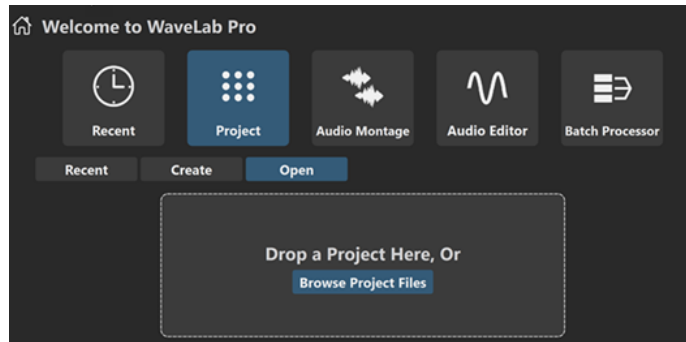 Welcome to WaveLab Pro
Recent
Project
Audio Montage
Audio Editor
Batch Processor
Recent
Create
Open
Drop a Project Here, Or
Browse Project Files